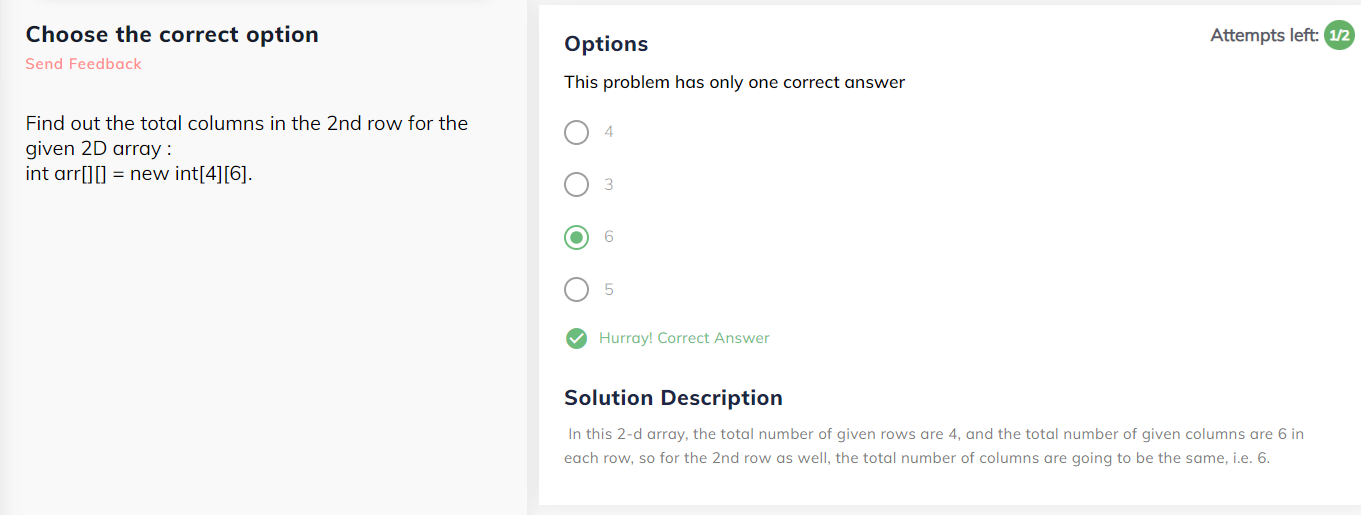 Choose the correct option
Send Feedback
Find out the total columns in the 2nd row for the
given 2D array :
int arr[][] = new int[4][6].
Options
Attempts left: 1/2
This problem has only one correct answer
4
3
6
5
Hurray! Correct Answer
Solution Description
In this 2-d array, the total number of given rows are 4, and the total number of given columns are 6 in
each row, so for the 2nd row as well, the total number of columns are going to be the same, i.e. 6.